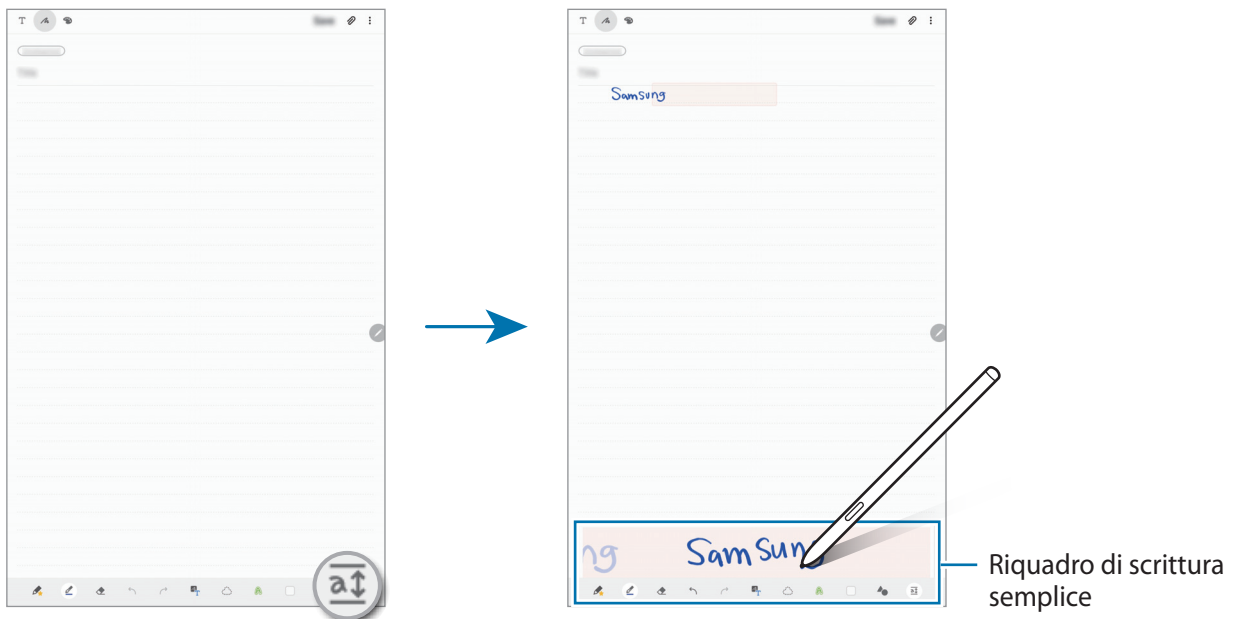 T
T
Samsung
ng SamSung
a
Riquadro di scrittura
semplice